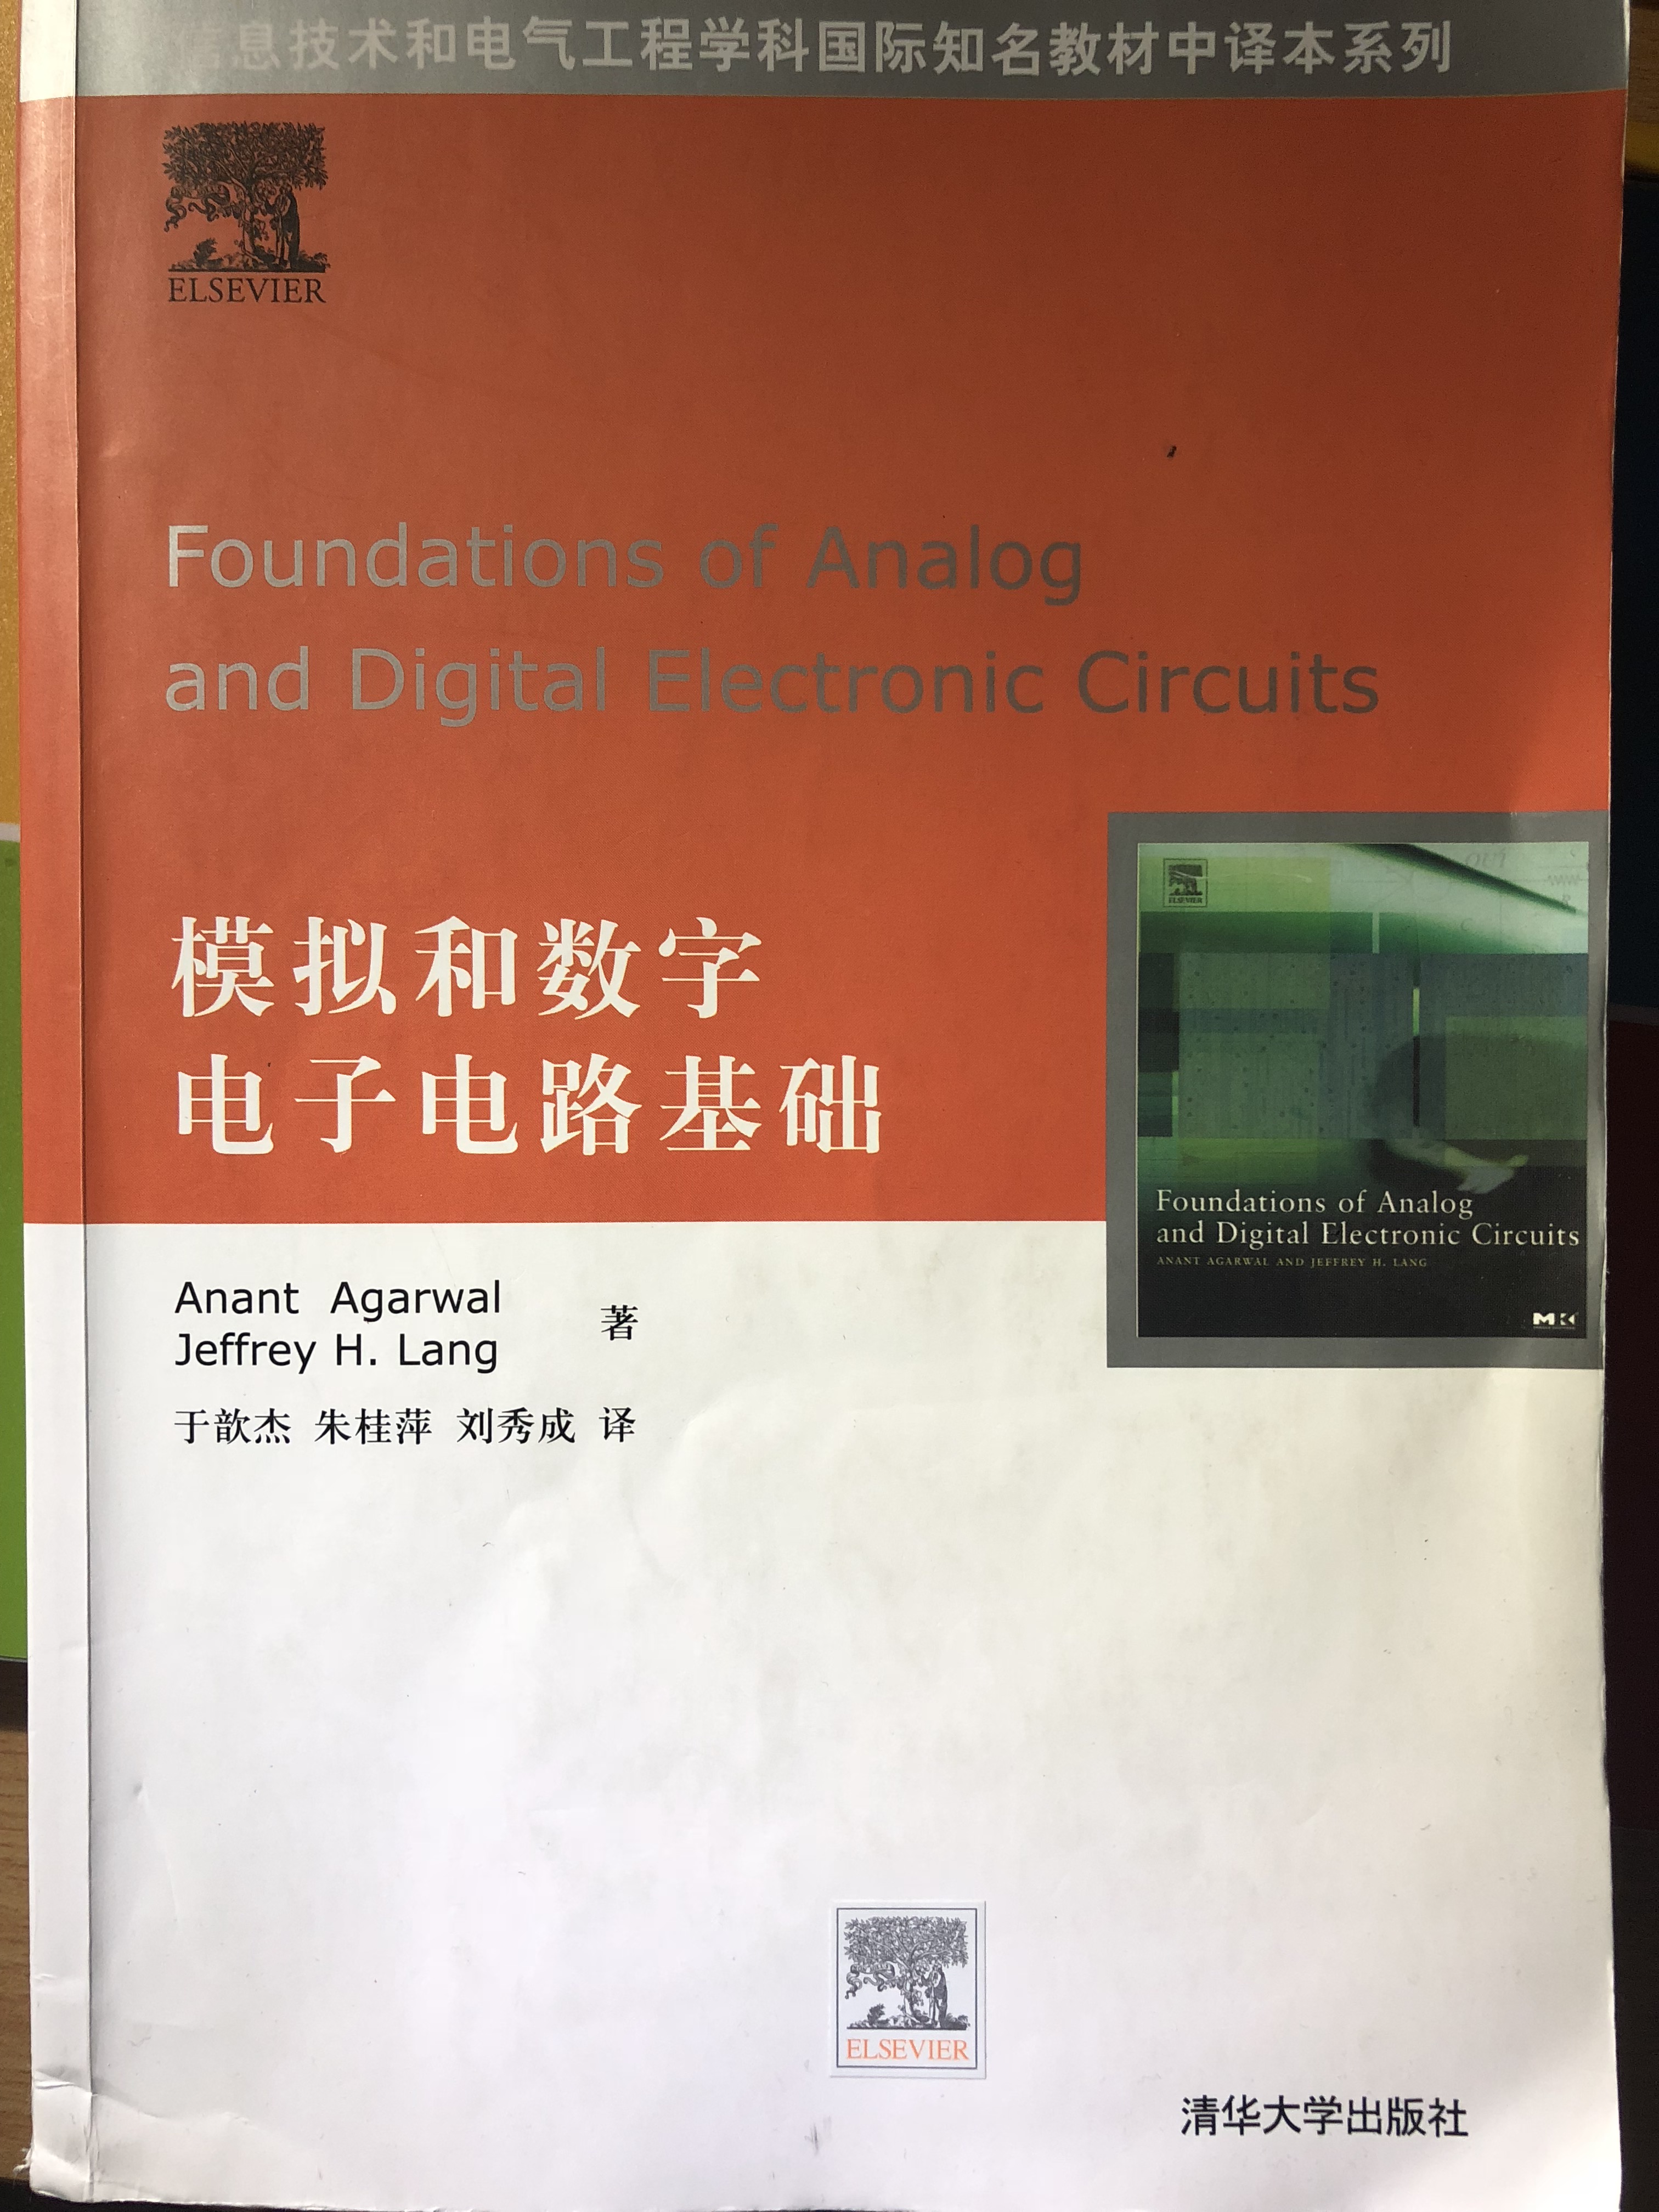 信息技术和电气工程学科国际知名教材中译本系列
ELSEVIER
Foundations of Analog
and Digital Electronic Circuits
模拟和数字
电子电路基础
ELSEVIER
OUT
Foundations of Analog
and Digital Electronic Circuits
ANANT AGARWAL AND JEFFREY H. LANG
MK
Anant Agarwal
Jeffrey H. Lang 著
于歆杰 朱桂萍 刘秀成 译
ELSEVIER
清华大学出版社